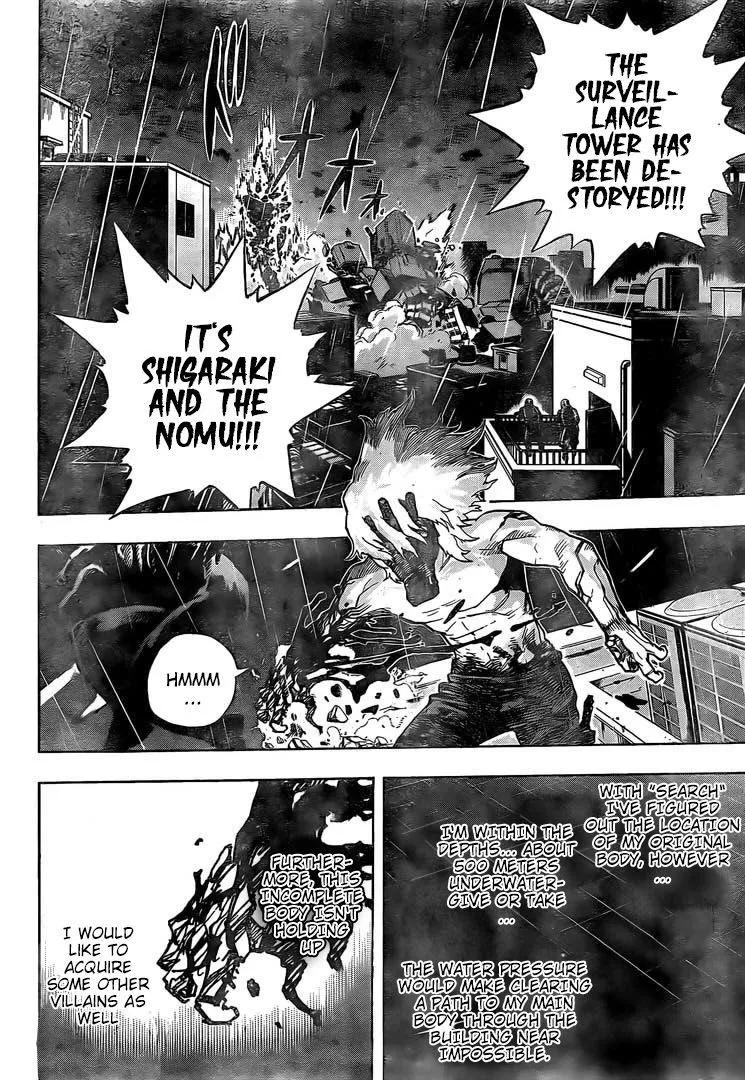 THE
SURVEIL-
LANCE
TOWER HAS
BEEN DE-
STORYED!!!
IT'S
SHIGARAKI
AND THE
NOMU!!!
HMMM
...
WITH "SEARCH"
I'VE FIGURED
OUT THE LOCATION
OF MY ORIGINAL
BODY, HOWEVER
...
I'M WITHIN THE
DEPTHS... ABOUT
500 METERS
UNDERWATER-
GIVE OR TAKE
...
THE WATER PRESSURE
WOULD MAKE CLEARING
A PATH TO MY MAIN
BODY THROUGH THE
BUILDING NEAR
IMPOSSIBLE.
FURTHER-
MORE, THIS
INCOMPLETE
BODY ISN'T
HOLDING
UP
I WOULD
LIKE TO
ACQUIRE
SOME OTHER
VILLAINS AS
WELL